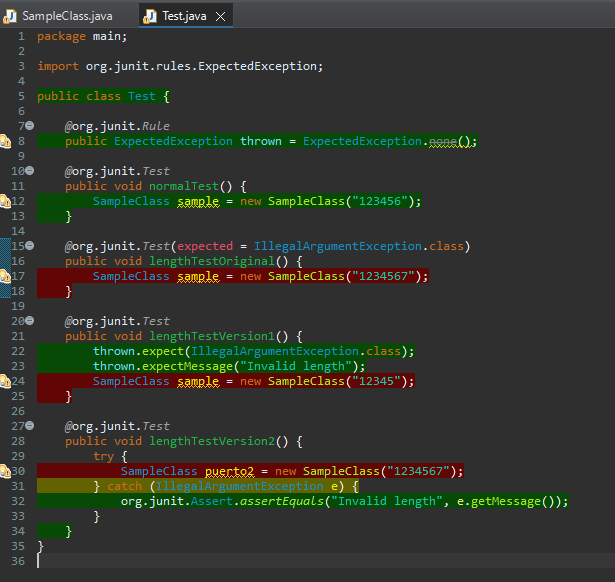 SampleClass.java Test.java
1 package main;
2
3 import org.junit.rules.ExpectedException;
4
5 public class Test {
6
7 @org.junit.Rule
8 public ExpectedException thrown = ExpectedException.none();
9
10 @org.junit.Test
11 public void normalTest() {
12 SampleClass sample = new SampleClass("123456");
13 }
14
15 @org.junit.Test(expected = IllegalArgumentException.class)
16 public void lengthTestOriginal() {
17 SampleClass sample = new SampleClass("1234567");
18 }
19
20 @org.junit.Test
21 public void lengthTestVersion1() {
22 thrown.expect(IllegalArgumentException.class);
23 thrown.expectMessage("Invalid length");
24 SampleClass sample = new SampleClass("12345");
25 }
26
27 @org.junit.Test
28 public void lengthTestVersion2() {
29 try {
30 SampleClass puerto2 = new SampleClass("1234567");
31 } catch (IllegalArgumentException e) {
32 org.junit.Assert.assertEquals("Invalid length", e.getMessage());
33 }
34 }
35 }
36